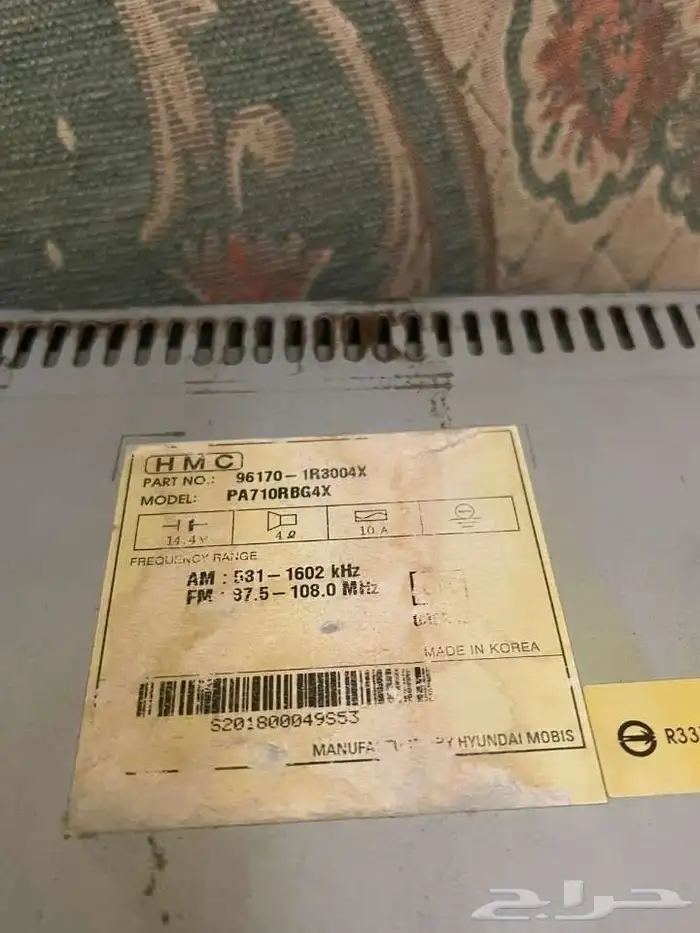 HMC
PART NO.: 96170-1R3004X
MODEL: PA710RBG4X
14.4V 4Ω 10A
FREQUENCY RANGE
AM : 531-1602 kHz
FM : 87.5-108.0 MHz
MADE IN KOREA
S201800049S53
BY HYUNDAI MOBIS
R33
حراج